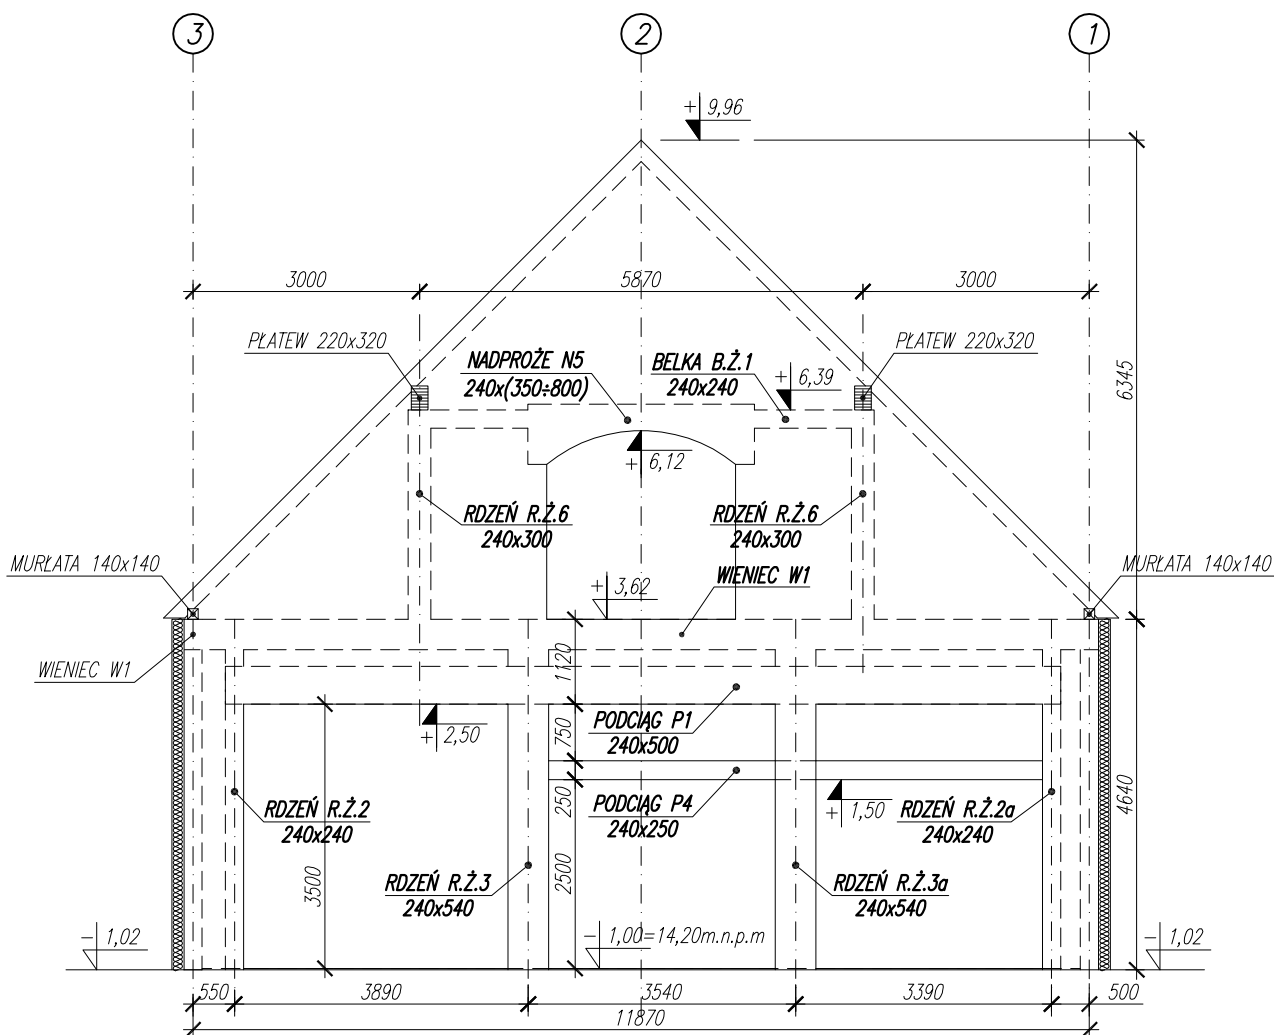 3
2
1
+ 9,96
3000
5870
3000
PŁATEW 220x320
NADPROŻE N5
240x(350÷800)
BELKA B.Ż.1
240x240
+ 6,39
PŁATEW 220x320
6345
+ 6,12
RDZEŃ R.Ż.6
240x300
RDZEŃ R.Ż.6
240x300
MURŁATA 140x140
+ 3,62
WIENIEC W1
MURŁATA 140x140
WIENIEC W1
1120
+ 2,50
750
PODCIĄG P1
240x500
250
PODCIĄG P4
240x250
+ 1,50
4640
RDZEŃ R.Ż.2
240x240
RDZEŃ R.Ż.2a
240x240
3500
2500
RDZEŃ R.Ż.3
240x540
RDZEŃ R.Ż.3a
240x540
- 1,02
- 1,00=14,20m.n.p.m
- 1,02
550
3890
3540
3390
500
11870